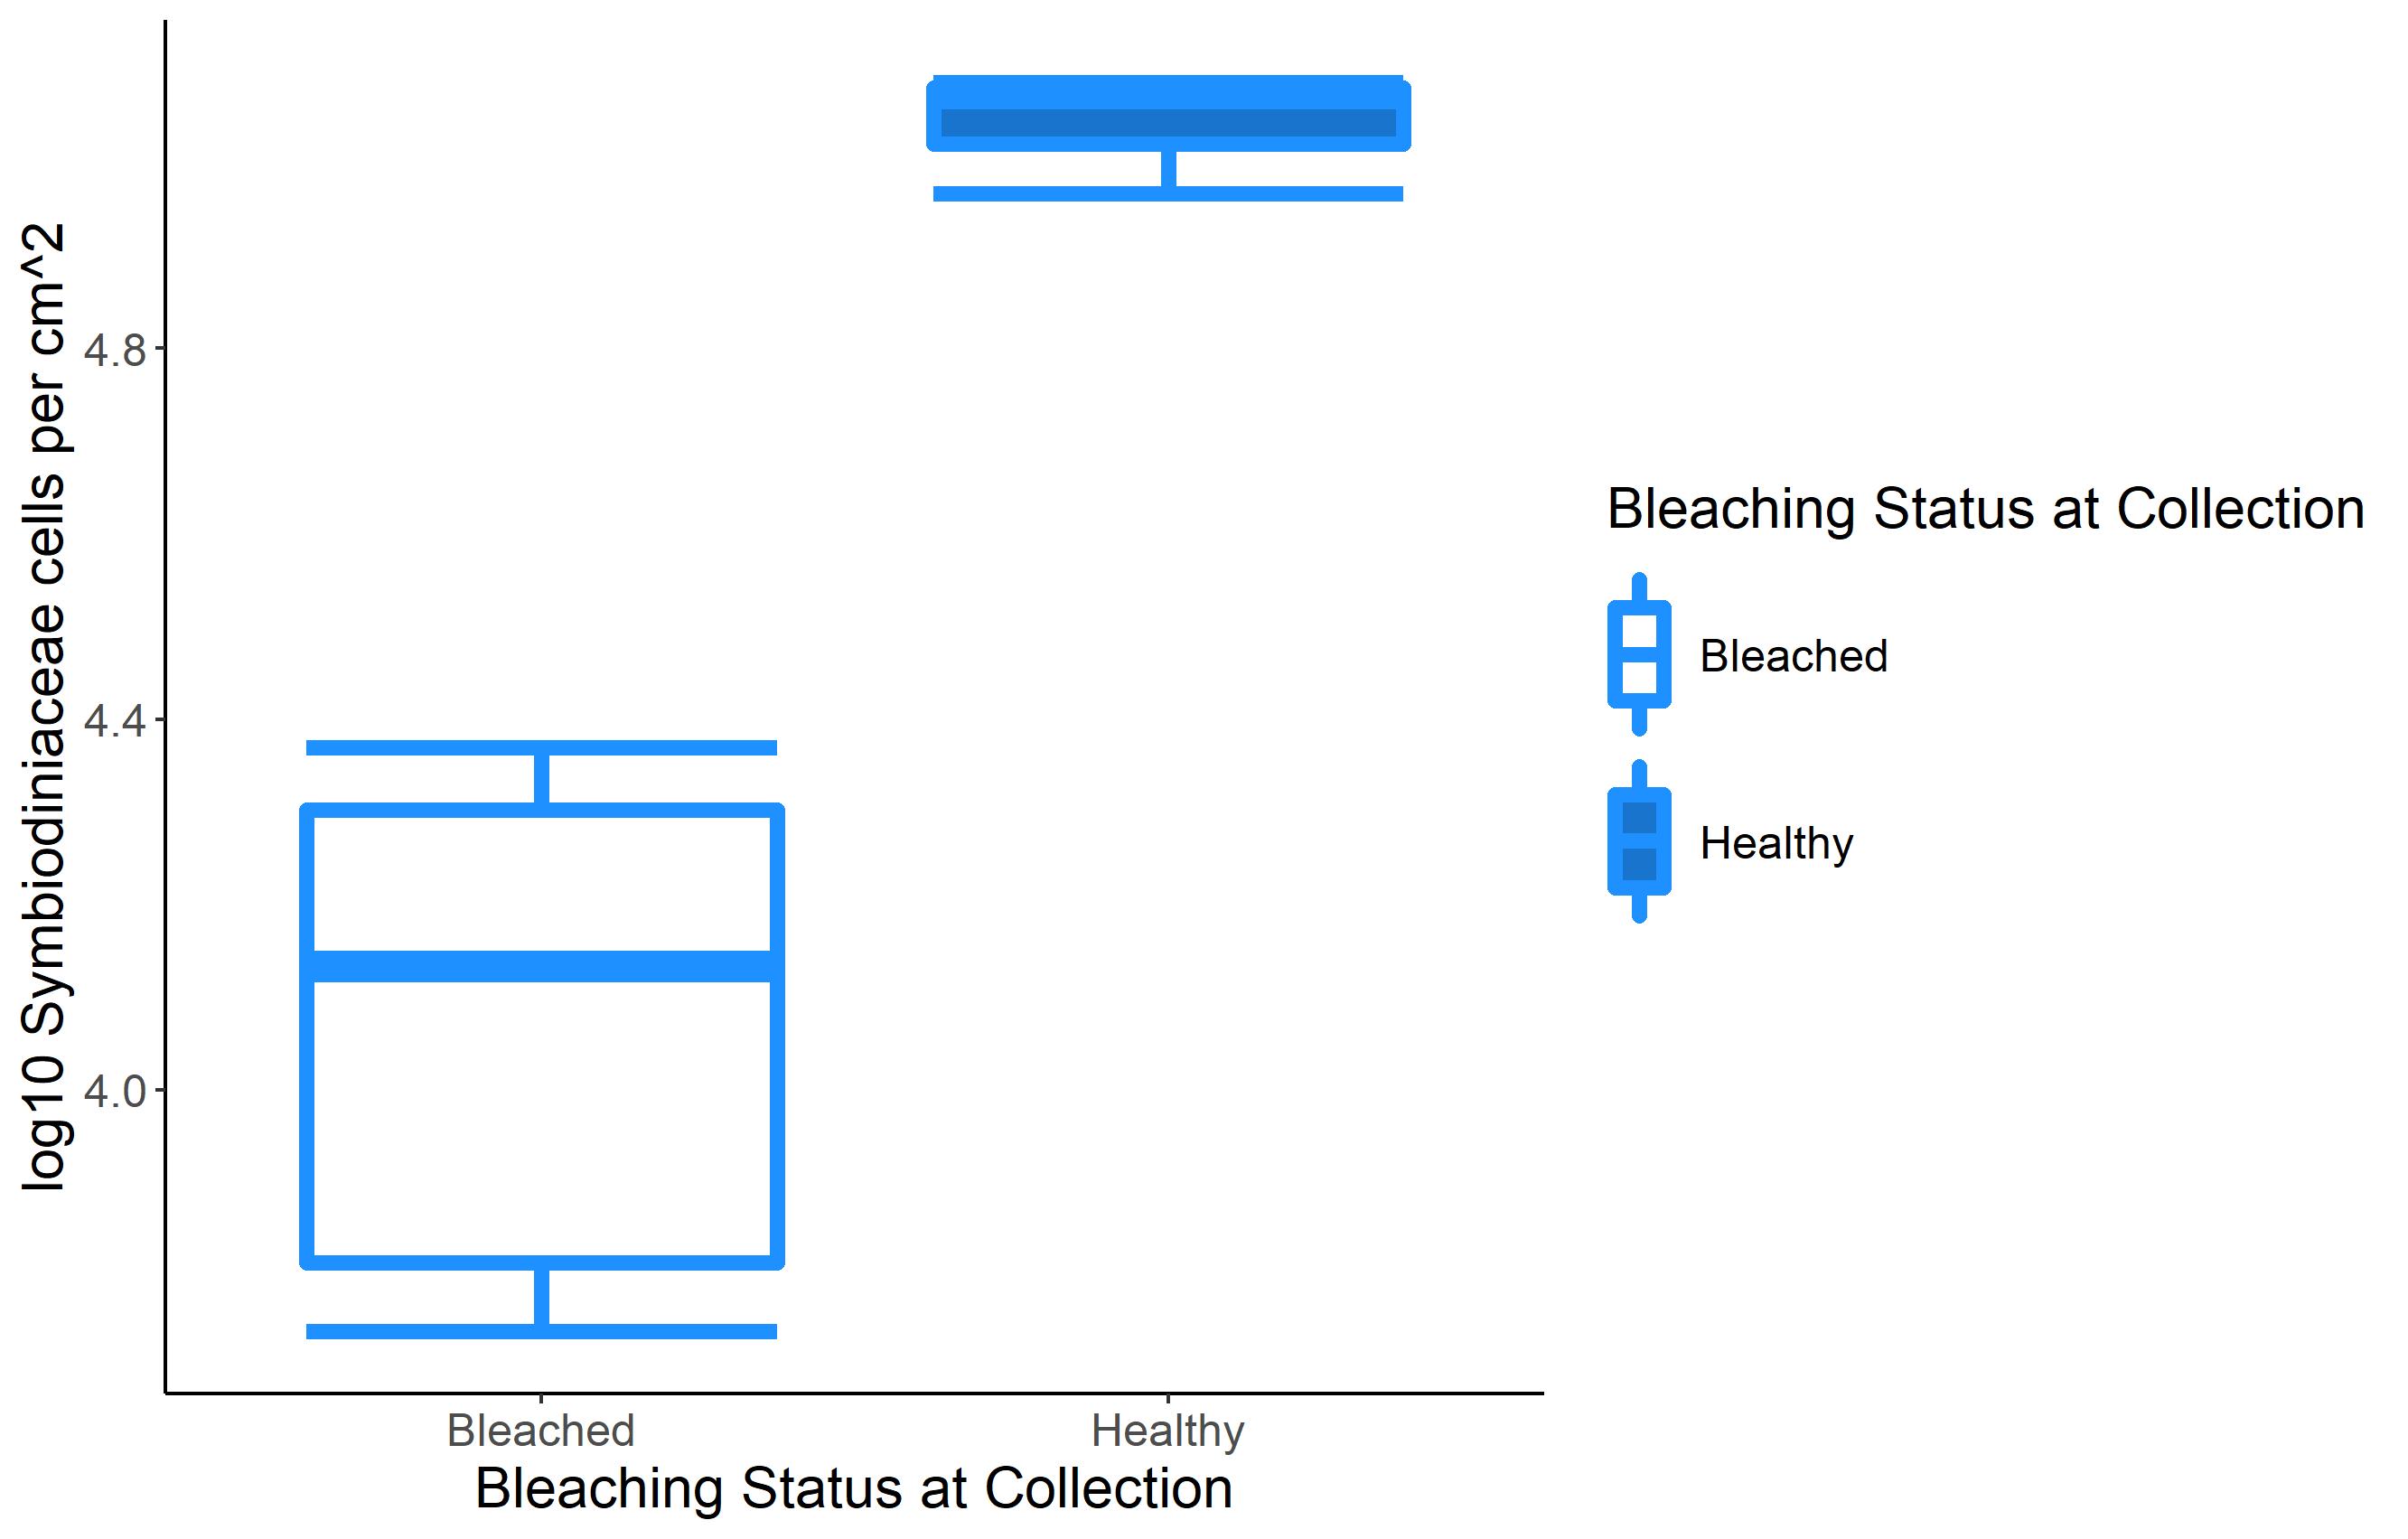 log10 Symbiodiniaceae cells per cm^2
4.8
4.4
4.0
Bleached
Healthy
Bleaching Status at Collection
Bleaching Status at Collection
Bleached
Healthy